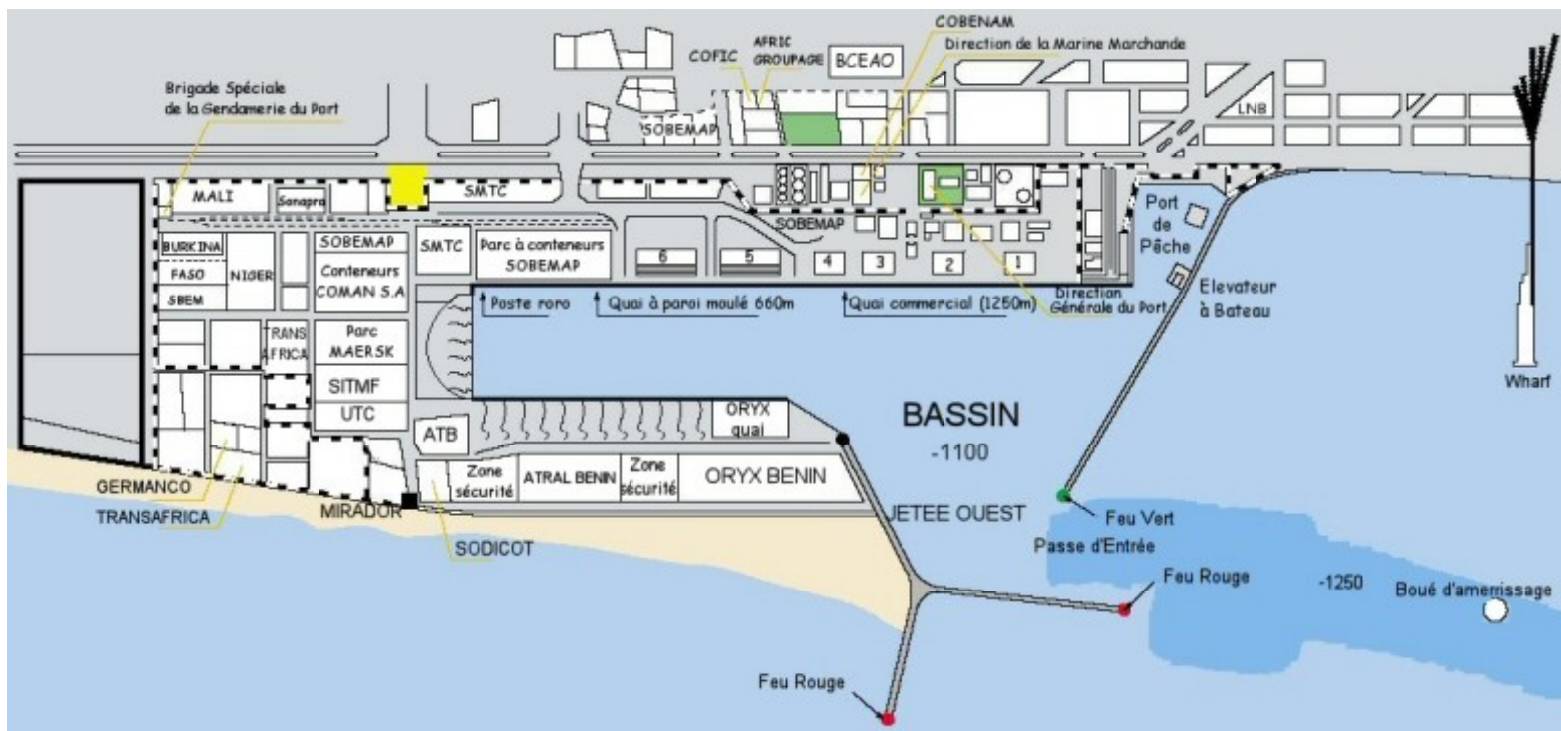 COBENAM
Direction de la Marine Marchande
AFRIC
GROUPAGE
COFIC
BCEAO
Brigade Spéciale
de la Gendamerie du Port
LNB
SOBEMAP
MALI
Sonapra
SMTC
SOBEMAP
Port
de
Pêche
BURKINA
FASO
SBEM
NIGER
SOBEMAP
Conteneurs
COMAN S.A
SMTC
Parc à conteneurs
SOBEMAP
6
5
4
3
2
1
Poste roro
Quai à paroi moulé 660m
Quai commercial (1250m)
Direction
Générale du Port
Elevateur
à Bateau
TRANS
AFRICA
Parc
MAERSK
SITMF
UTC
Wharf
ATB
ORYX
quai
BASSIN
-1100
Zone
sécurité
ATRAL BENIN
Zone
sécurité
ORYX BENIN
GERMANCO
TRANSAFRICA
MIRADOR
SODICOT
JETEE OUEST
Feu Vert
Passe d'Entrée
Feu Rouge
-1250
Boué d'amerrissage
Feu Rouge